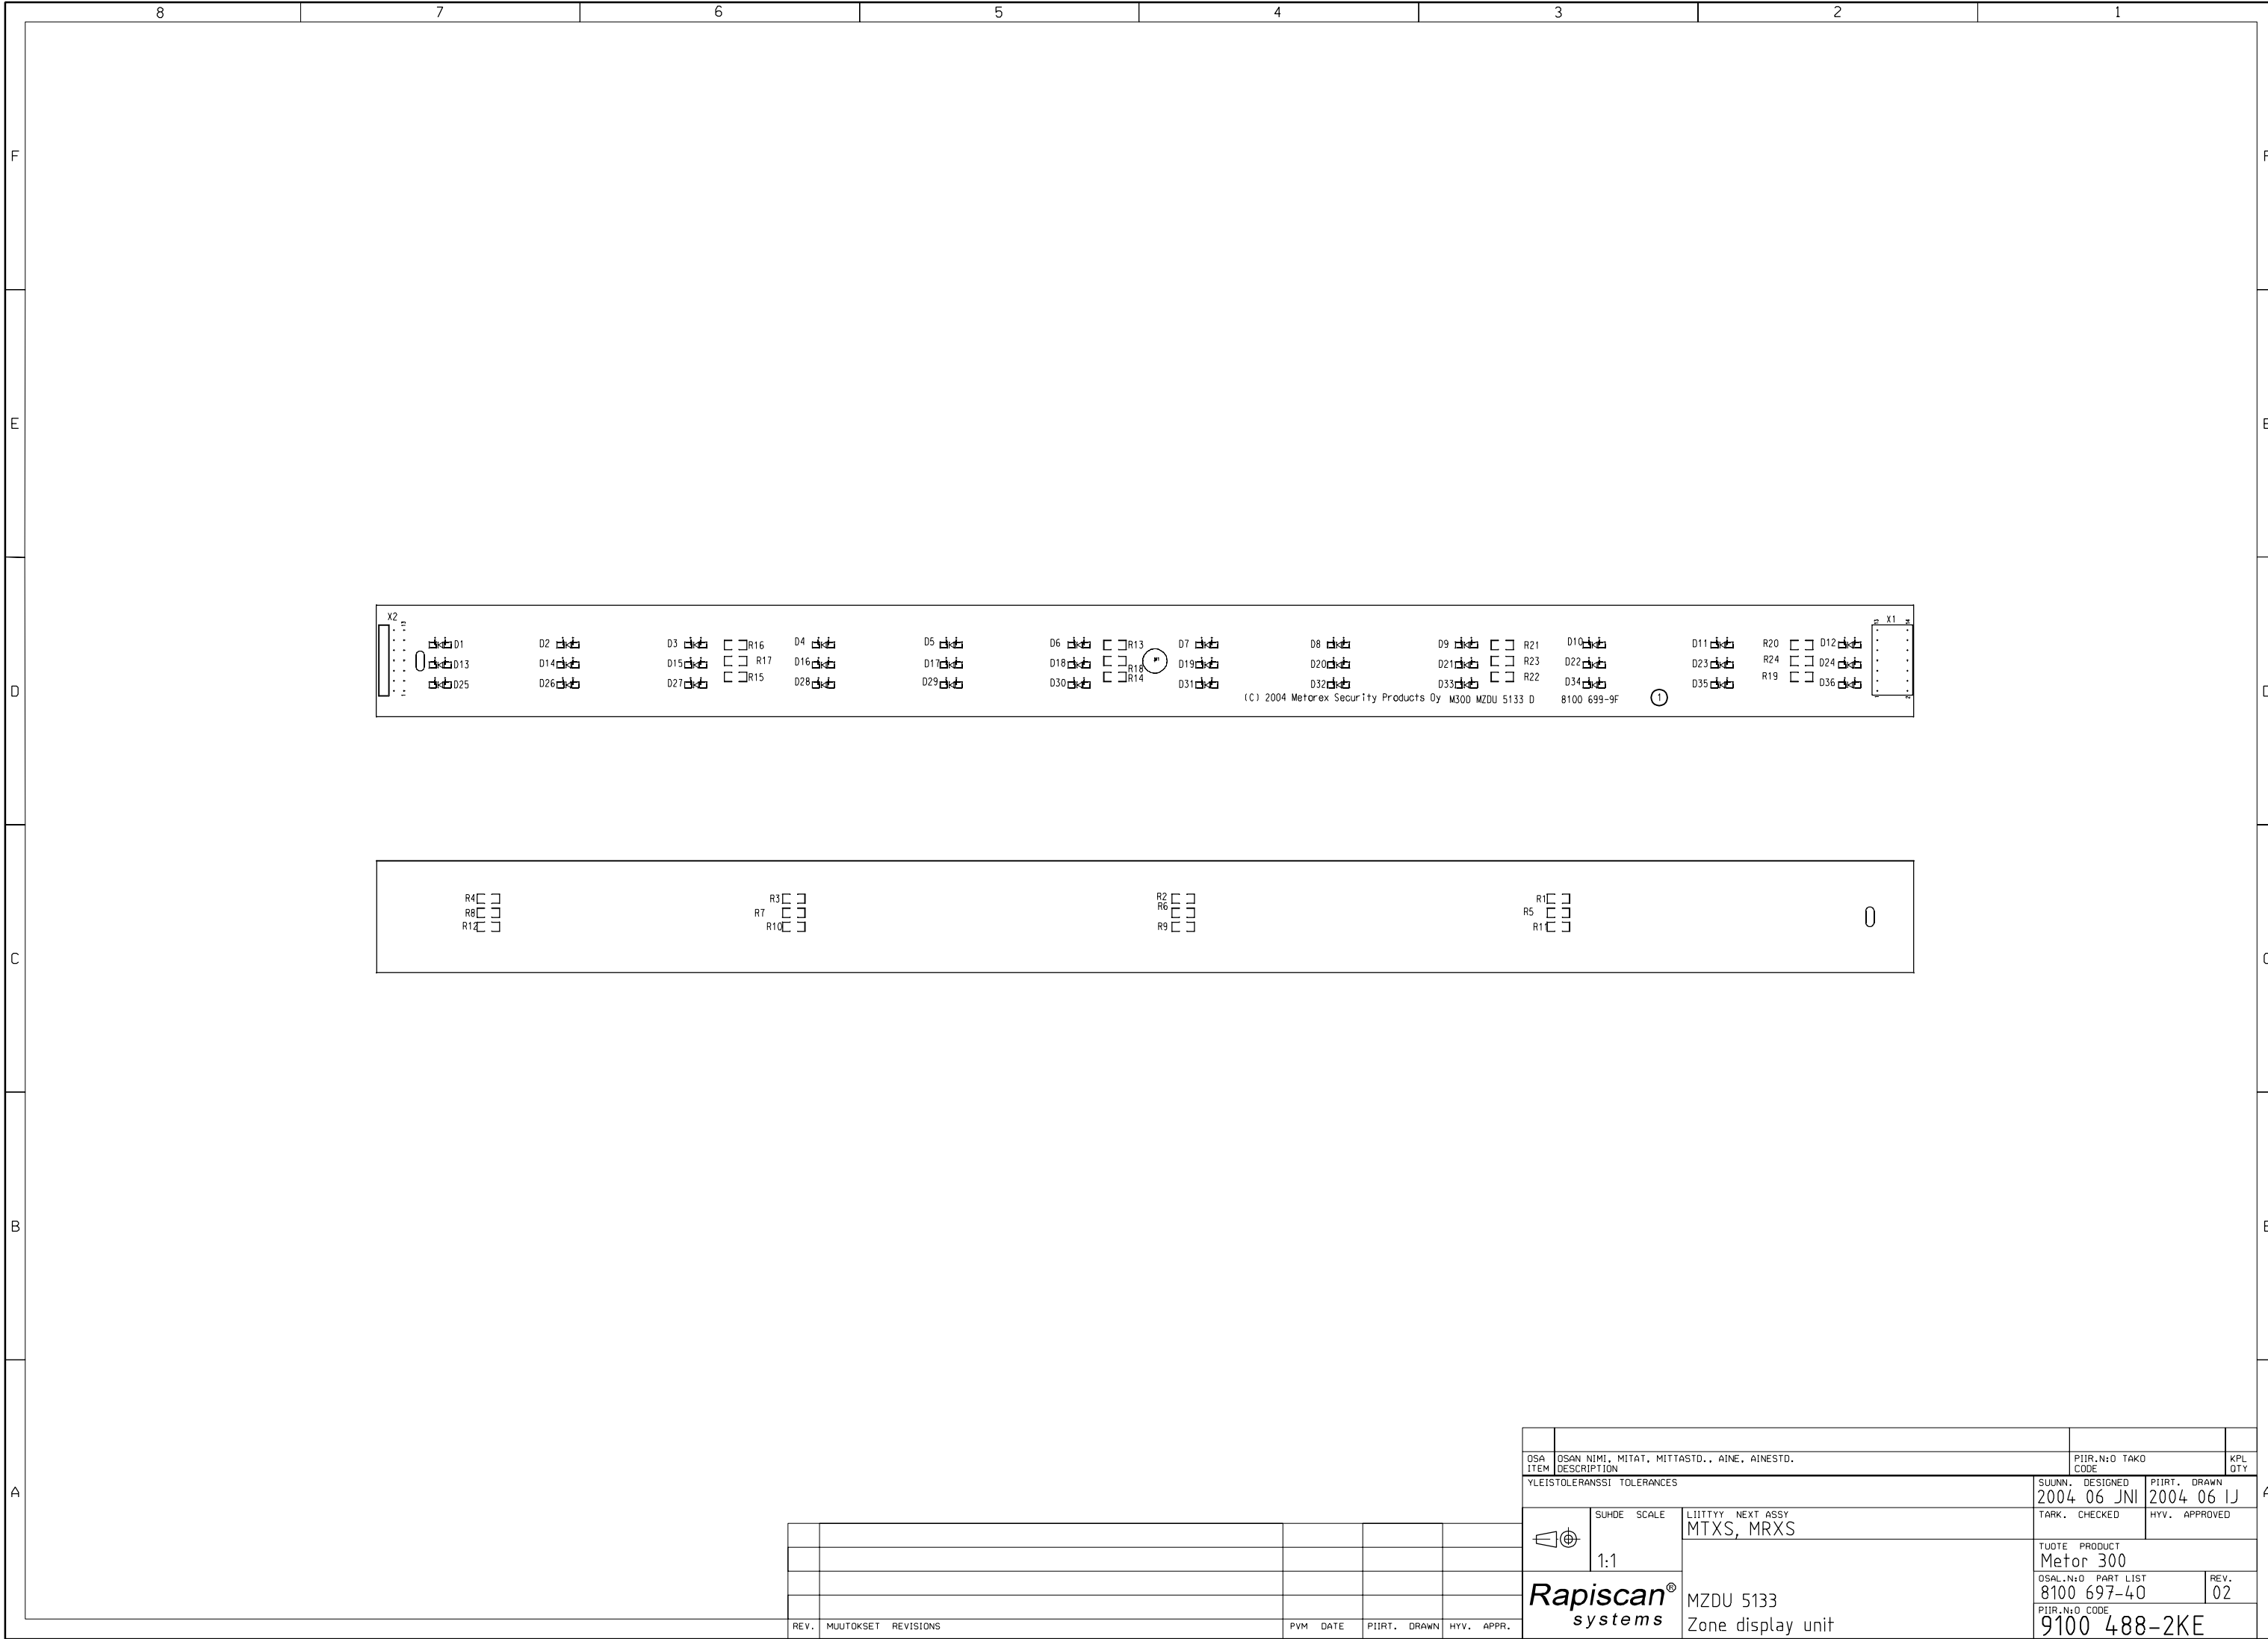 8 7 6 5 4 3 2 1
F F
E E
D D
C C
B B
A A
X2 X1
D1 D2 D3 R16 D4 D5 D6 R13 D7 D8 D9 R21 D10 D11 R20 D12
D13 D14 D15 R17 D16 D17 D18 R18 D19 D20 D21 R23 D22 D23 R24 D24
D25 D26 D27 R15 D28 D29 D30 R14 D31 D32 D33 R22 D34 D35 R19 D36
(C) 2004 Metorex Security Products Oy M300 MZDU 5133 D 8100 699-9F 1
R4 R3 R2 R1
R8 R7 R6 R5
R12 R10 R9 R11
OSA OSAN NIMI, MITAT, MITTASTD., AINE, AINESTD. PIIR.N:O TAKO KPL
ITEM DESCRIPTION CODE QTY
YLEISTOLERANSSI TOLERANCES
SUUNN. DESIGNED PIIRT. DRAWN
2004 06 JNI 2004 06 IJ
SUHDE SCALE LIITTYY NEXT ASSY TARK. CHECKED HYV. APPROVED
MTXS, MRXS
1:1
TUOTE PRODUCT
Metor 300
OSAL.N:O PART LIST REV.
8100 697-40 02
Rapiscan®
systems
MZDU 5133
Zone display unit
PIIR.N:O CODE
9100 488-2KE
REV. MUUTOKSET REVISIONS PVM DATE PIIRT. DRAWN HYV. APPR.